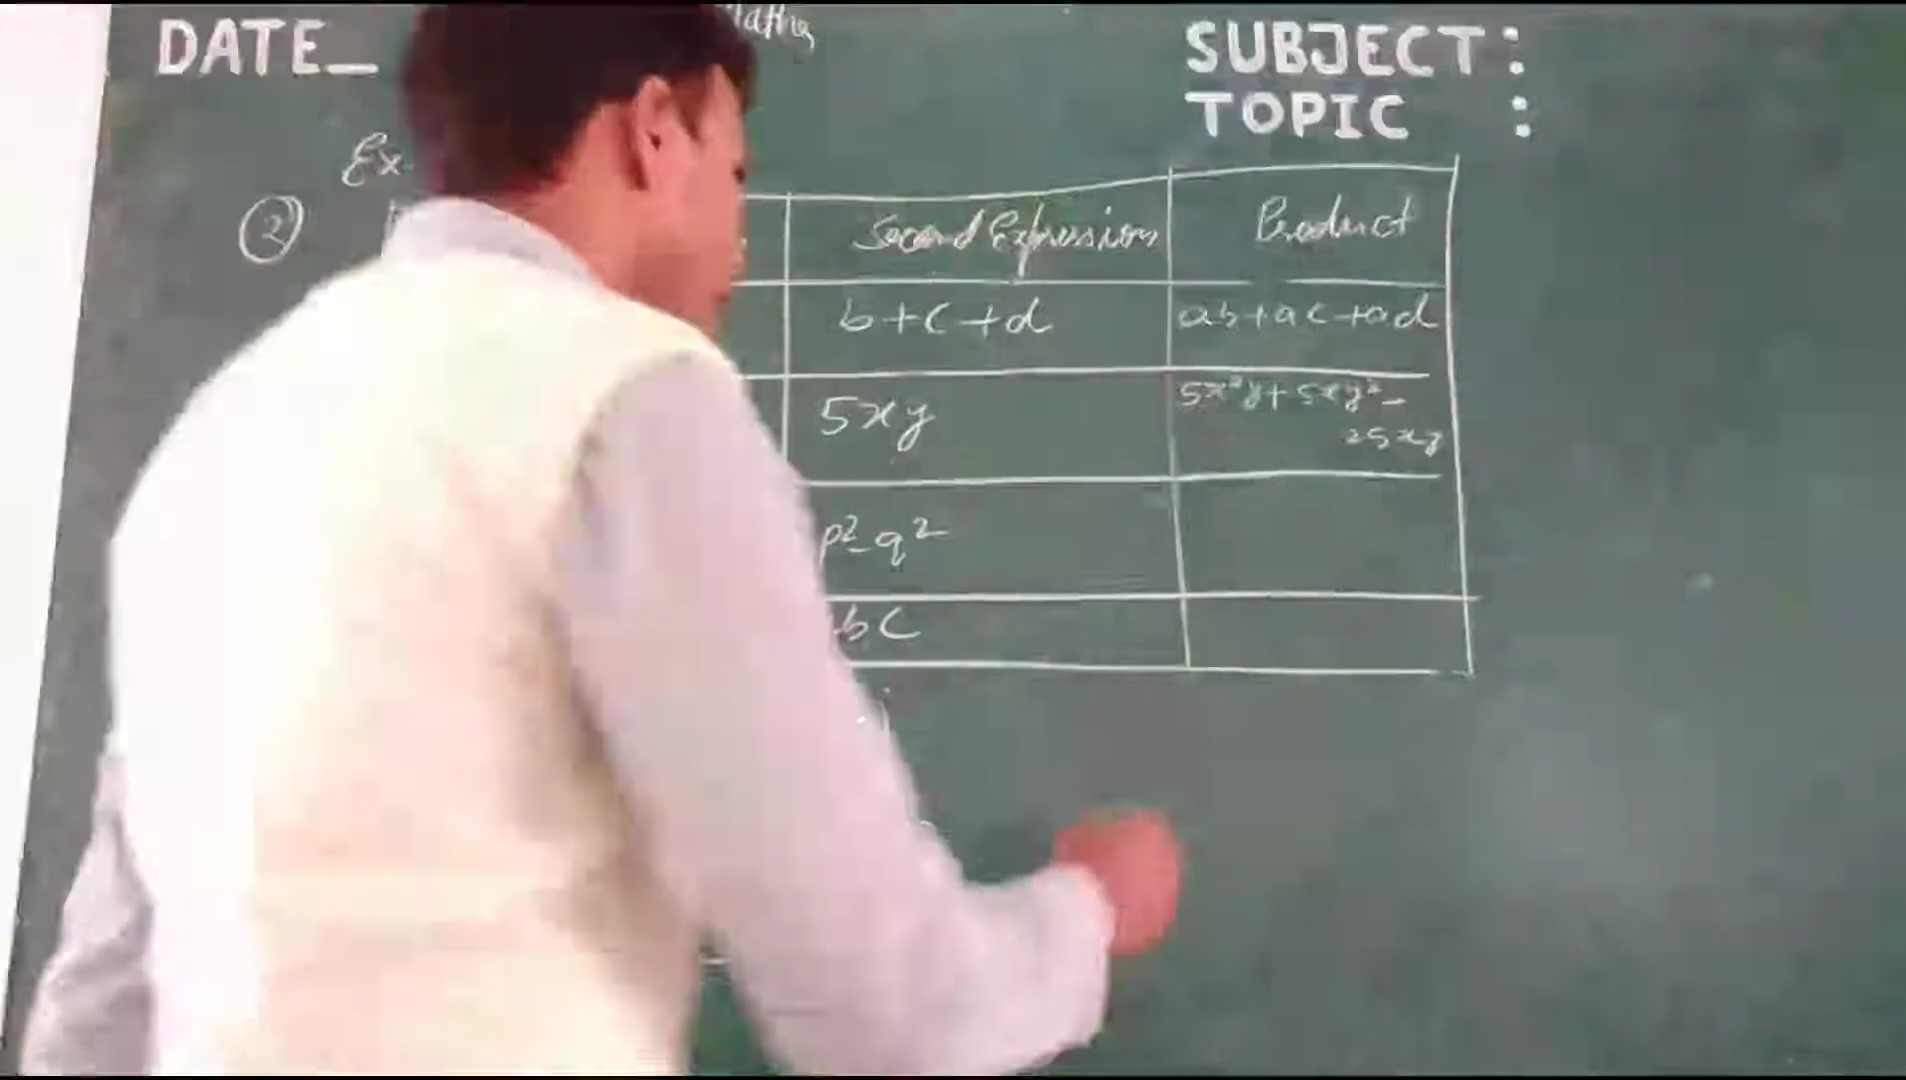 DATE_
SUBJECT:
TOPIC :
Ex
② Second Expression Product
b+c+d ab+ac+ad
5xy 5x²y+5xy²-
25xy
p²-q²
bc